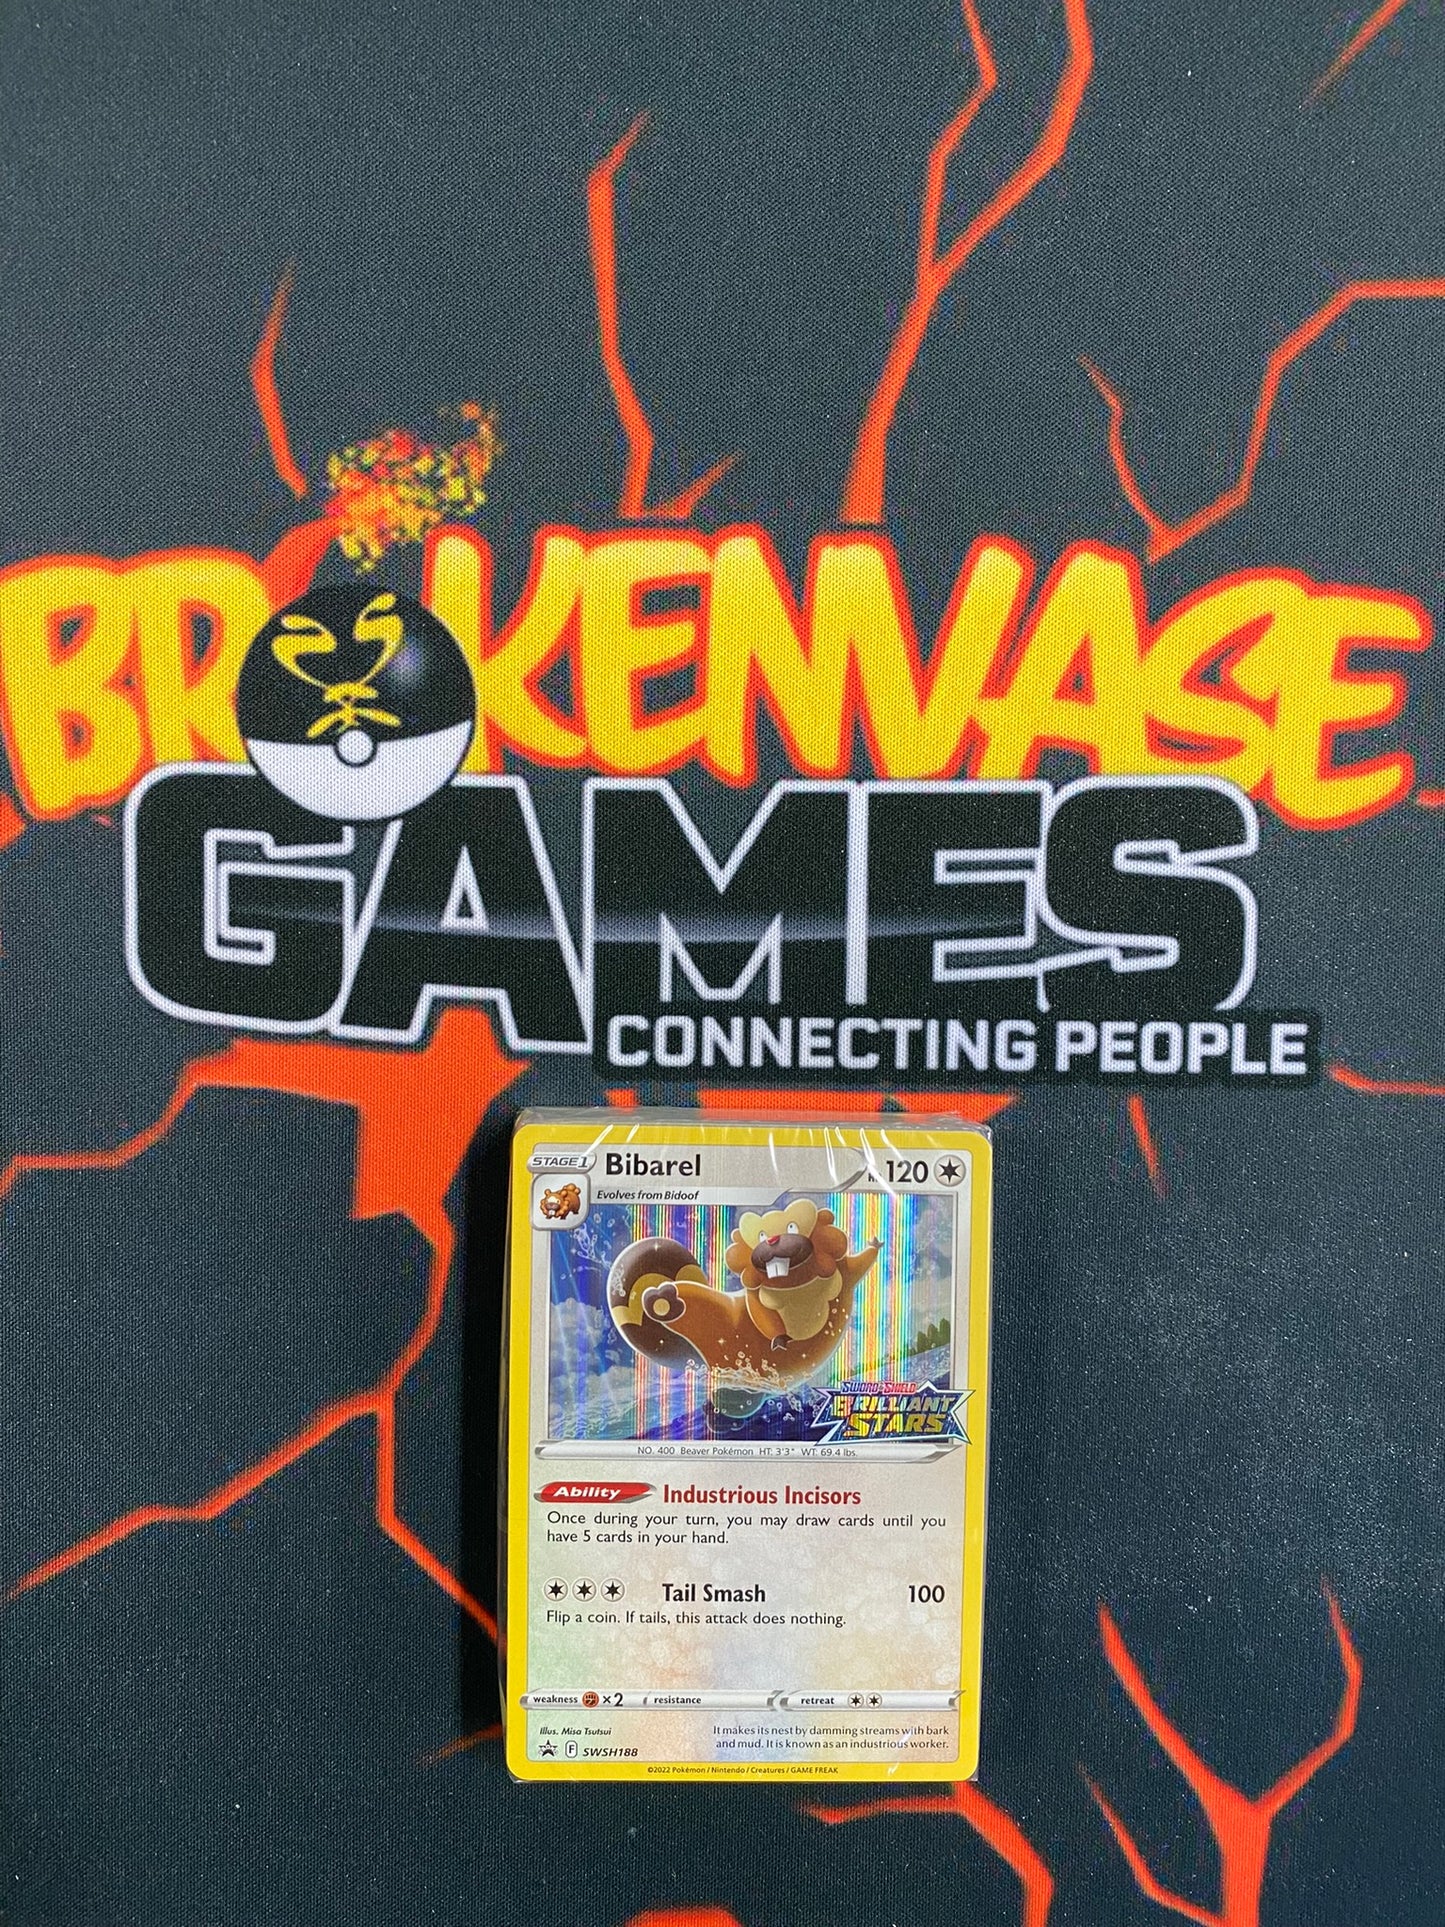 BROKENVASE
GAMES
CONNECTING PEOPLE
STAGE 1 Bibarel 120
Evolves from Bidoof
SWORD & SHIELD
BRILLIANT
STARS
NO. 400 Beaver Pokémon HT: 3'3" WT: 69.4 lbs.
Ability Industrious Incisors
Once during your turn, you may draw cards until you
have 5 cards in your hand.
Tail Smash 100
Flip a coin. If tails, this attack does nothing.
weakness ×2 resistance retreat
Illus. Misa Tsutsui
It makes its nest by damming streams with bark
and mud. It is known as an industrious worker.
F SWSH188
©2022 Pokémon / Nintendo / Creatures / GAME FREAK